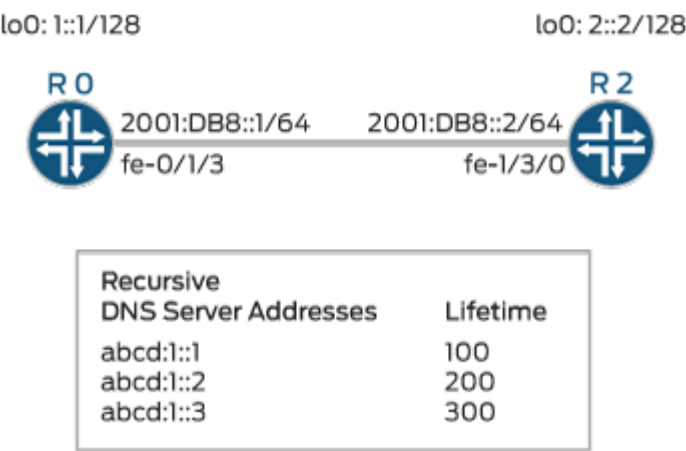 lo0: 1::1/128 lo0: 2::2/128
R 0 R 2
2001:DB8::1/64 2001:DB8::2/64
fe-0/1/3 fe-1/3/0
Recursive
DNS Server Addresses Lifetime
abcd:1::1 100
abcd:1::2 200
abcd:1::3 300